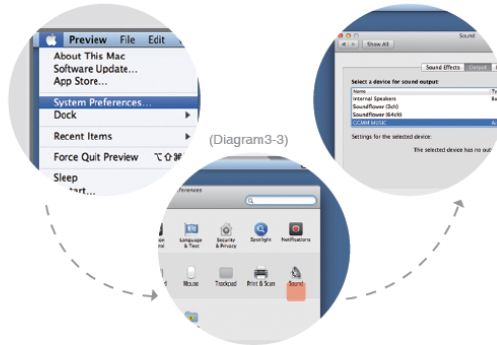 Preview File Edit
About This Mac
Software Update...
App Store...
System Preferences...
Dock
Recent Items
Force Quit Preview
Sleep
(Diagram3-3)
Language
& Text
Security
& Privacy
Spotlight
Notifications
Mouse
Trackpad
Print & Scan
Sound
Sound
Show All
Sound Effects Output
Select a device for sound output:
Name
Internal Speakers
Soundflower (2ch)
Soundflower (64ch)
Settings for the selected device:
The selected device has no out